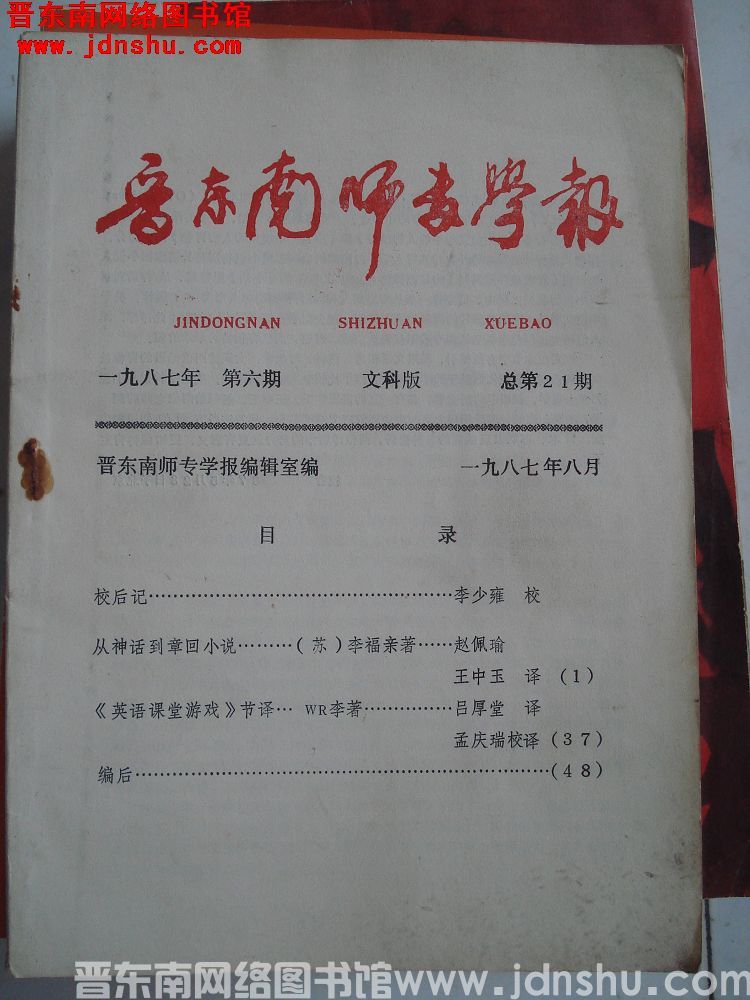 晋东南网络图书馆
www.jdnshu.com
晋东南师专学报
JINDONGNAN SHIZHUAN XUEBAO
一九八七年 第六期 文科版 总第21期
晋东南师专学报编辑室编 一九八七年八月
目 录
校后记……………………………………………李少雍 校
从神话到章回小说………(苏)李福亲著……赵佩瑜
王中玉 译 (1)
《英语课堂游戏》节译… WR李著……………吕厚堂 译
孟庆瑞校译(37)
编后……………………………………………………………(48)
晋东南网络图书馆www.jdnshu.com